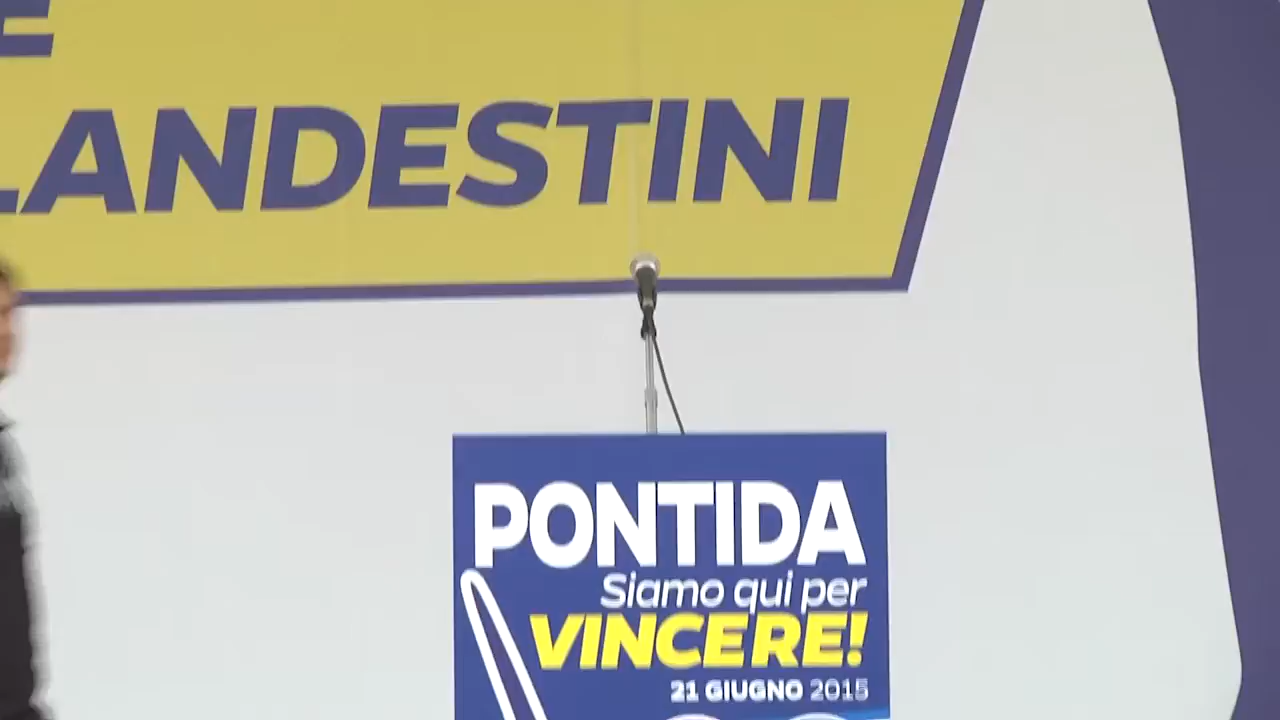 LANDESTINI
PONTIDA
Siamo qui per
VINCERE!
21 GIUGNO 2015